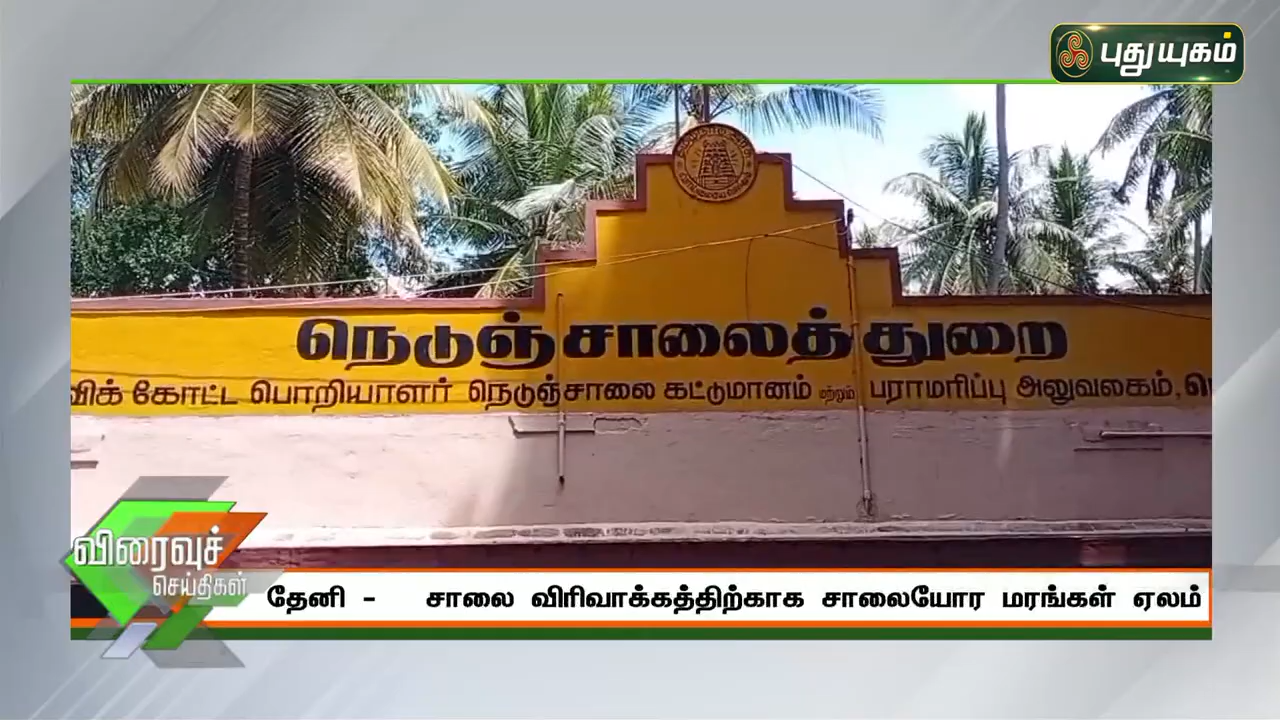 புதுயுகம்
நெடுஞ்சாலைத்துறை
விக் கோட்ட பொறியாளர் நெடுஞ்சாலை கட்டுமானம் மற்றும் பராமரிப்பு அலுவலகம்,
விரைவுச்
செய்திகள்
தேனி - சாலை விரிவாக்கத்திற்காக சாலையோர மரங்கள் ஏலம்